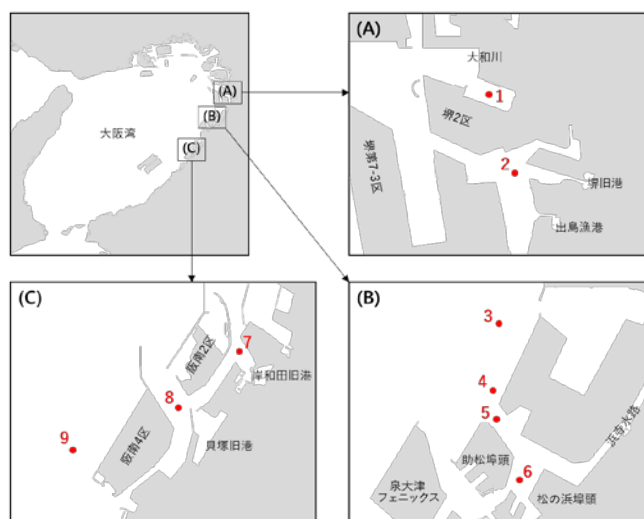 大阪湾
(A)
(B)
(C)
(A)
大和川
1
堺2区
堺第7-3区
2
堺旧港
出島漁港
(C)
阪南2区
7
岸和田旧港
8
貝塚旧港
阪南4区
9
(B)
3
4
5
浜寺水路
助松埠頭
6
泉大津
フェニックス
松の浜埠頭